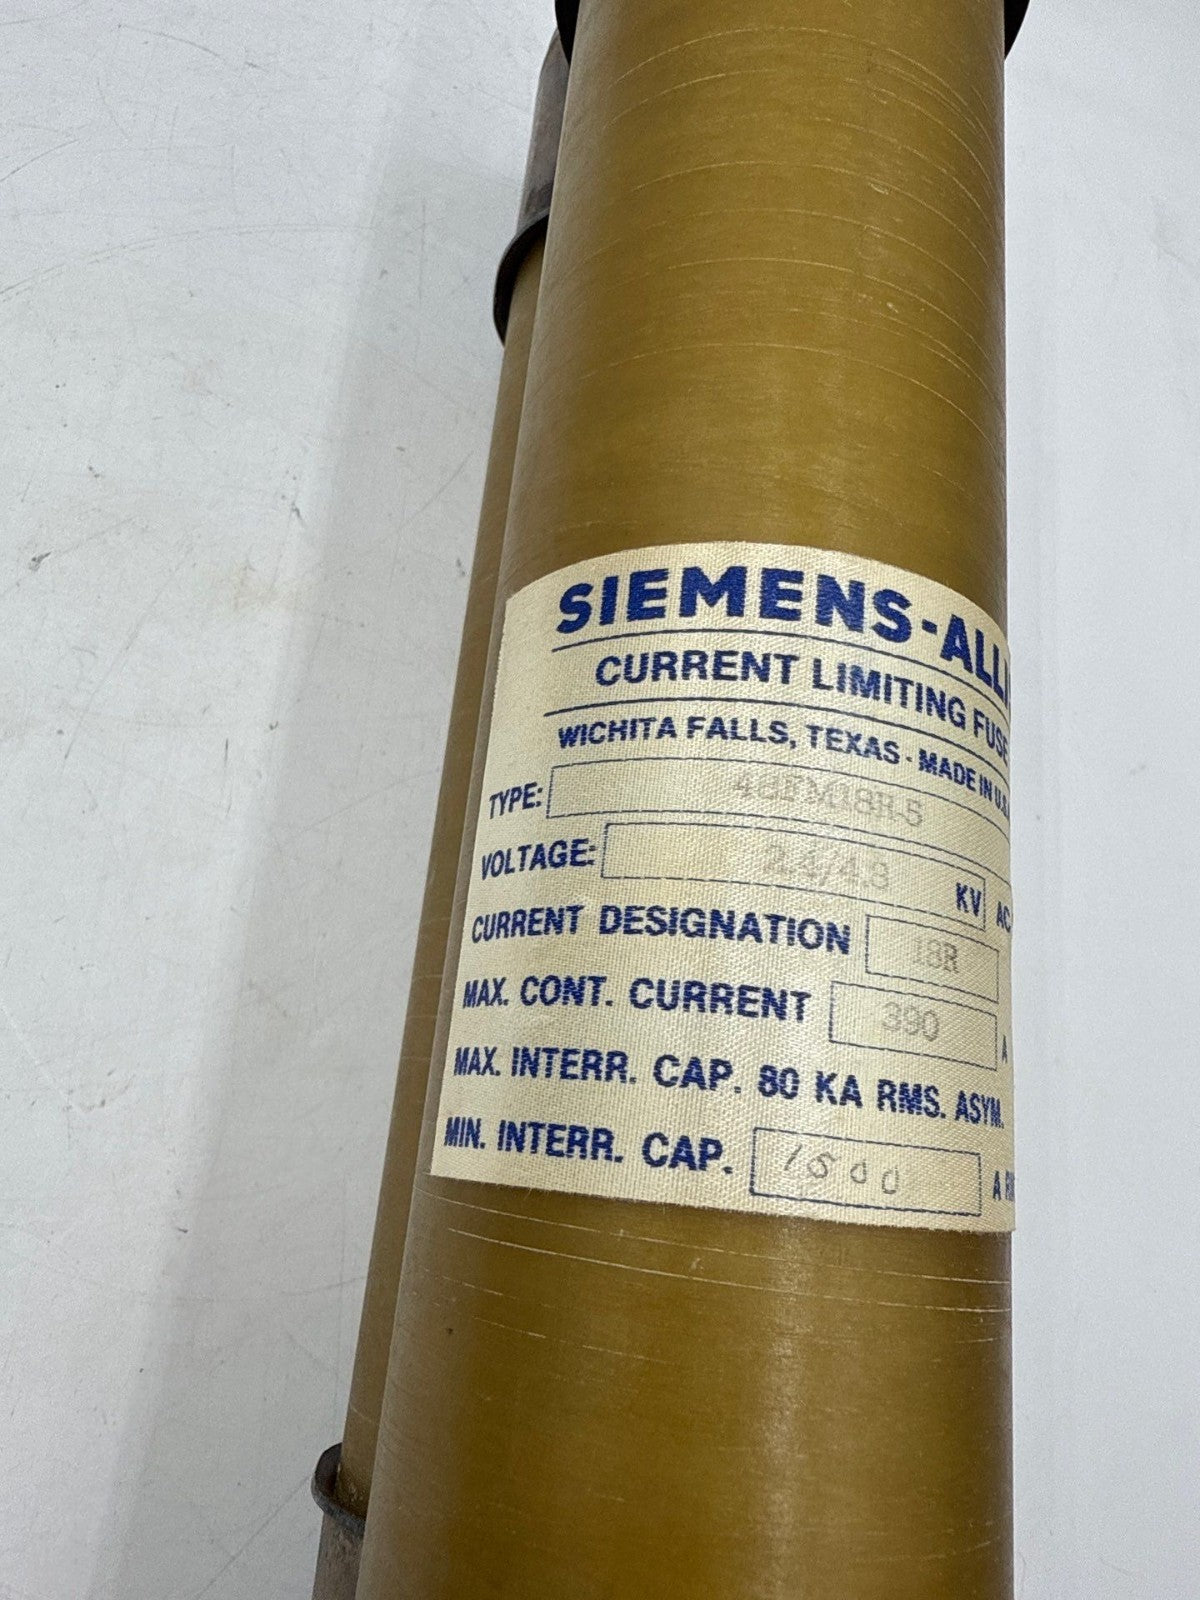 SIEMENS-ALLI
CURRENT LIMITING FUSE
WICHITA FALLS, TEXAS - MADE IN U.S.A
TYPE: 48FM18R-5
VOLTAGE: 2.4/4.8 KV AC-
CURRENT DESIGNATION 18R
MAX. CONT. CURRENT 390 A
MAX. INTERR. CAP. 80 KA RMS. ASYM.
MIN. INTERR. CAP. 1500 A RM